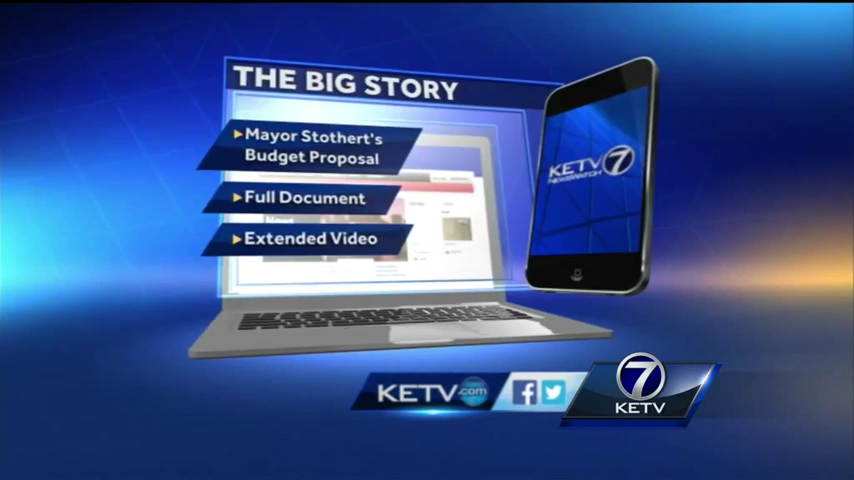 THE BIG STORY
Mayor Stothert's
Budget Proposal
Full Document
Extended Video
KETV 7
NEWSWATCH
KETV.com
7
KETV